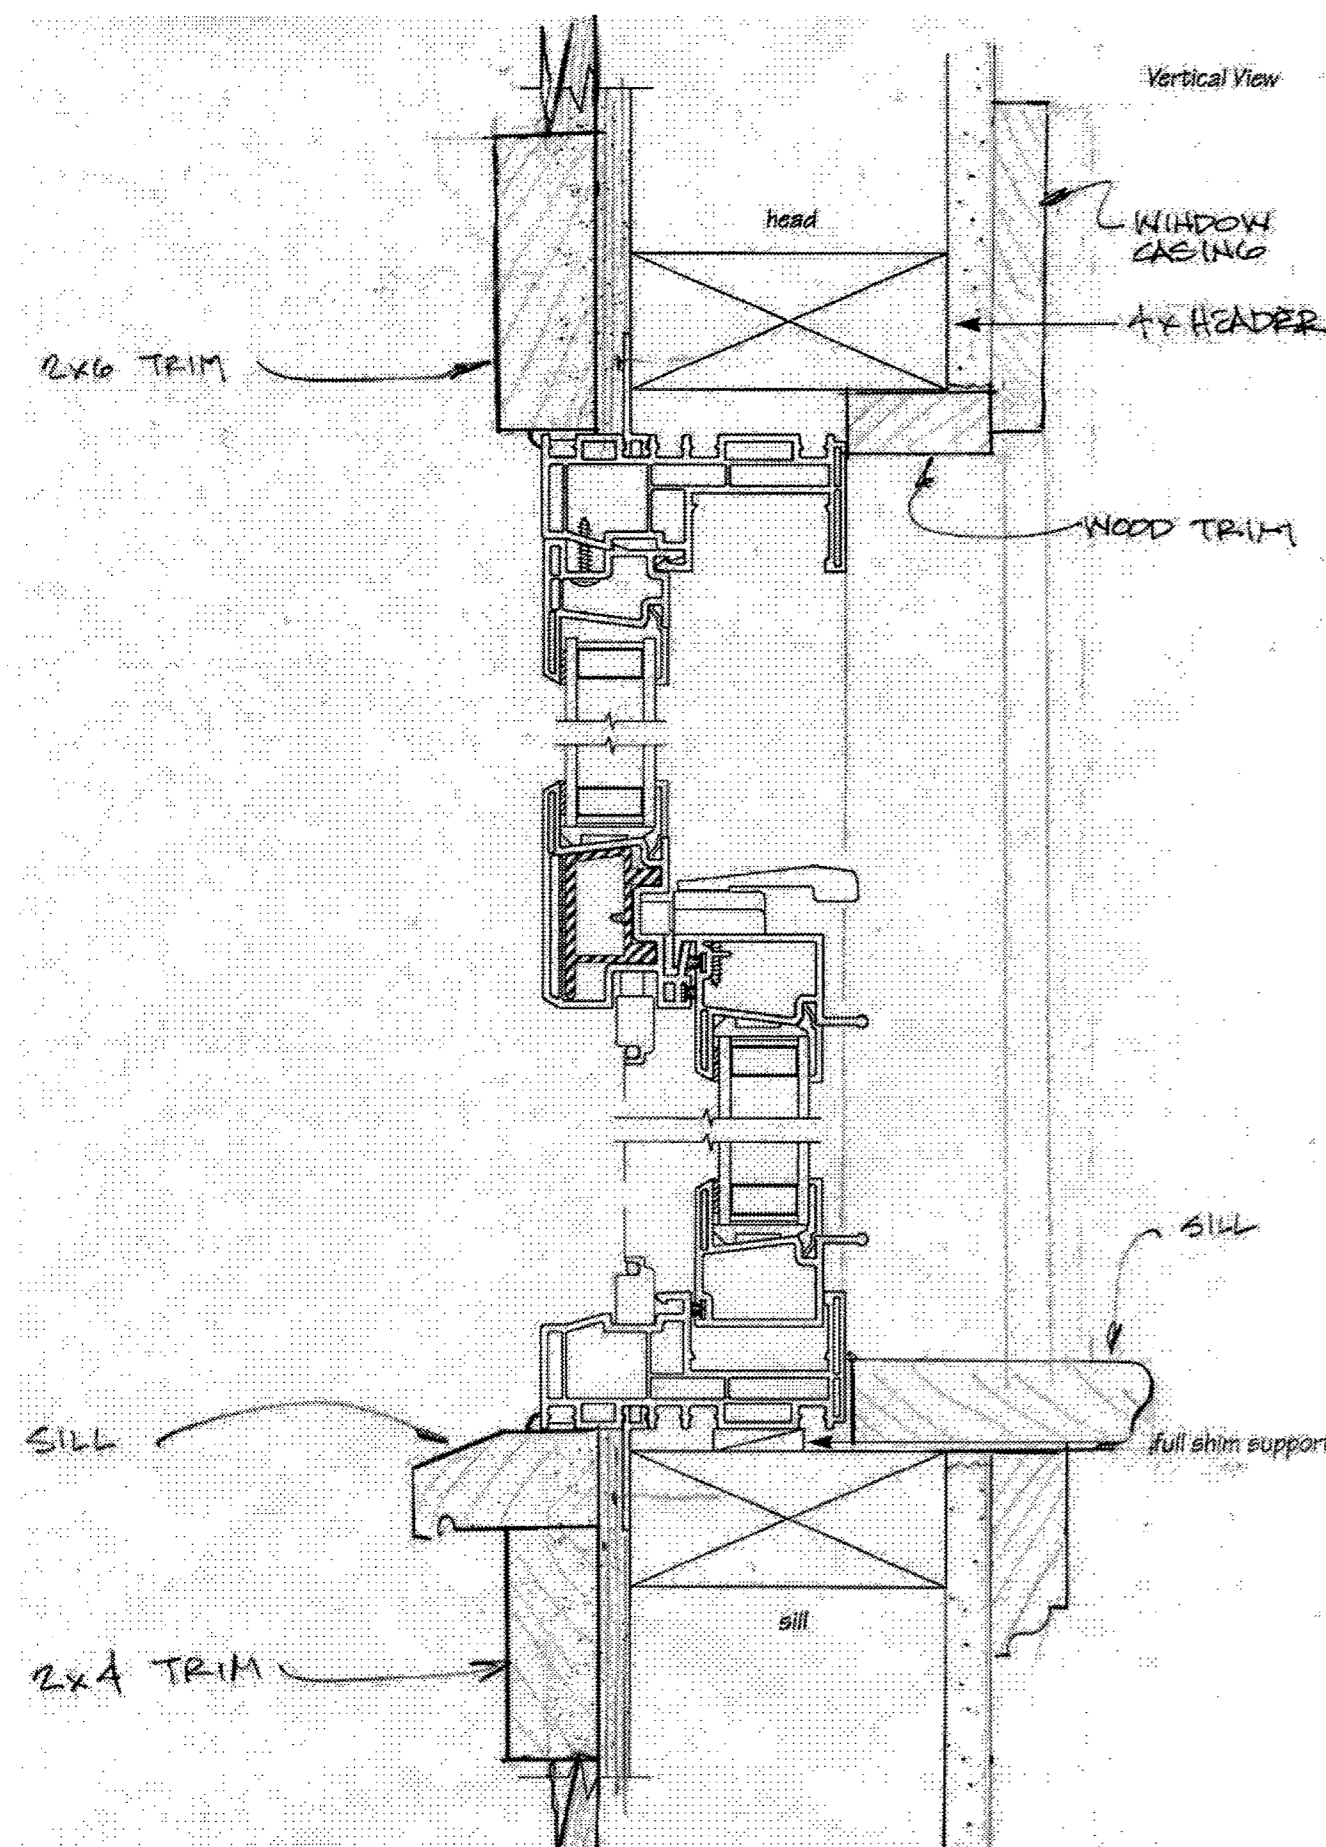 Vertical View
head
WINDOW
CASING
4x HEADER
2x6 TRIM
WOOD TRIM
SILL
SILL
full shim support
sill
2x4 TRIM